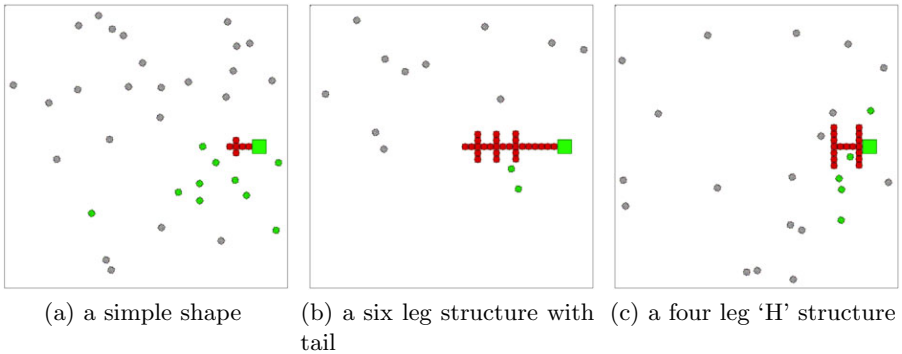 (a) a simple shape
(b) a six leg structure with
tail
(c) a four leg ‘H’ structure